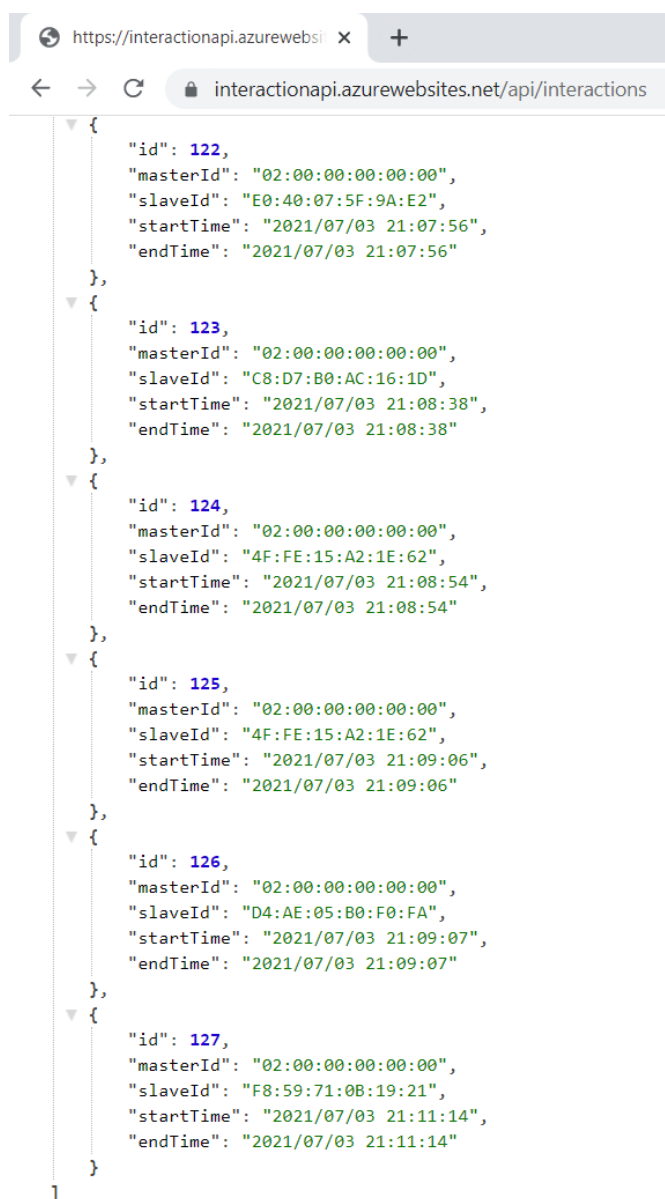 https://interactionapi.azurewebsi
interactionapi.azurewebsites.net/api/interactions
{
"id": 122,
"masterId": "02:00:00:00:00:00",
"slaveId": "E0:40:07:5F:9A:E2",
"startTime": "2021/07/03 21:07:56",
"endTime": "2021/07/03 21:07:56"
},
{
"id": 123,
"masterId": "02:00:00:00:00:00",
"slaveId": "C8:D7:B0:AC:16:1D",
"startTime": "2021/07/03 21:08:38",
"endTime": "2021/07/03 21:08:38"
},
{
"id": 124,
"masterId": "02:00:00:00:00:00",
"slaveId": "4F:FE:15:A2:1E:62",
"startTime": "2021/07/03 21:08:54",
"endTime": "2021/07/03 21:08:54"
},
{
"id": 125,
"masterId": "02:00:00:00:00:00",
"slaveId": "4F:FE:15:A2:1E:62",
"startTime": "2021/07/03 21:09:06",
"endTime": "2021/07/03 21:09:06"
},
{
"id": 126,
"masterId": "02:00:00:00:00:00",
"slaveId": "D4:AE:05:B0:F0:FA",
"startTime": "2021/07/03 21:09:07",
"endTime": "2021/07/03 21:09:07"
},
{
"id": 127,
"masterId": "02:00:00:00:00:00",
"slaveId": "F8:59:71:0B:19:21",
"startTime": "2021/07/03 21:11:14",
"endTime": "2021/07/03 21:11:14"
}
]